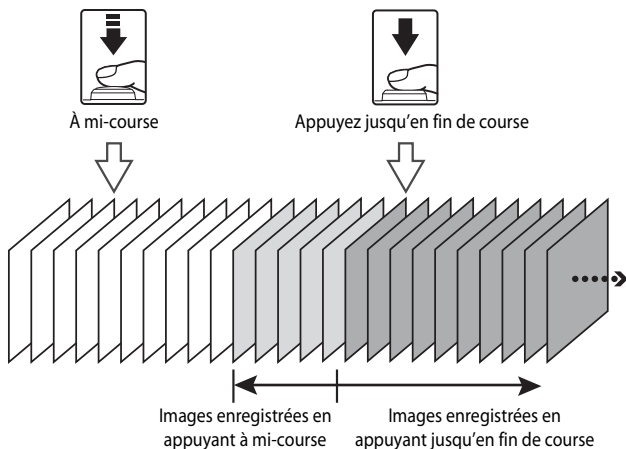 À mi-course
Appuyez jusqu'en fin de course
Images enregistrées en
appuyant à mi-course
Images enregistrées en
appuyant jusqu'en fin de course